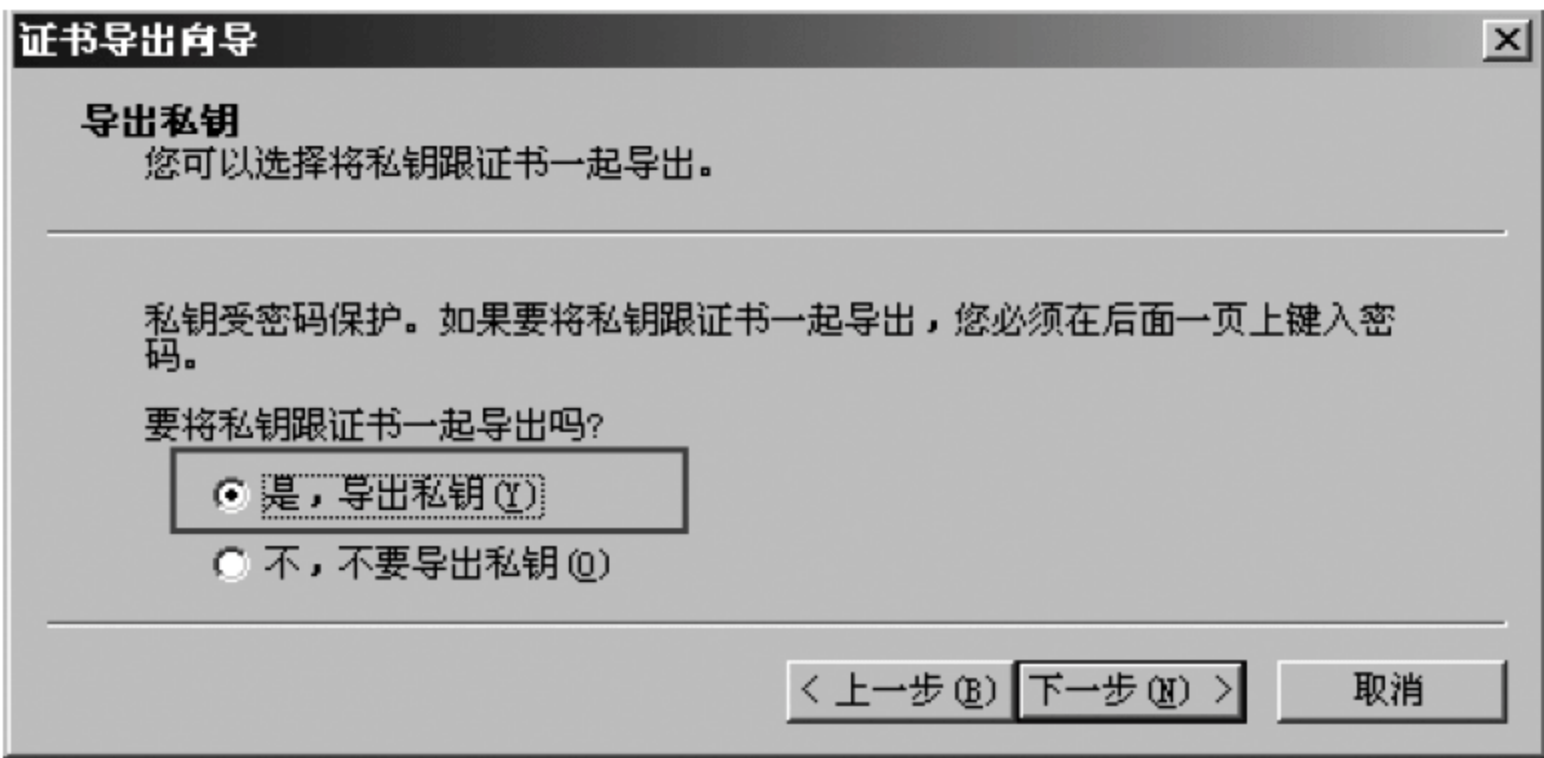 证书导出向导
导出私钥
您可以选择将私钥跟证书一起导出。
私钥受密码保护。如果要将私钥跟证书一起导出，您必须在后面一页上键入密
码。
要将私钥跟证书一起导出吗?
是，导出私钥(Y)
不，不要导出私钥(O)
< 上一步(B) 下一步(N) > 取消